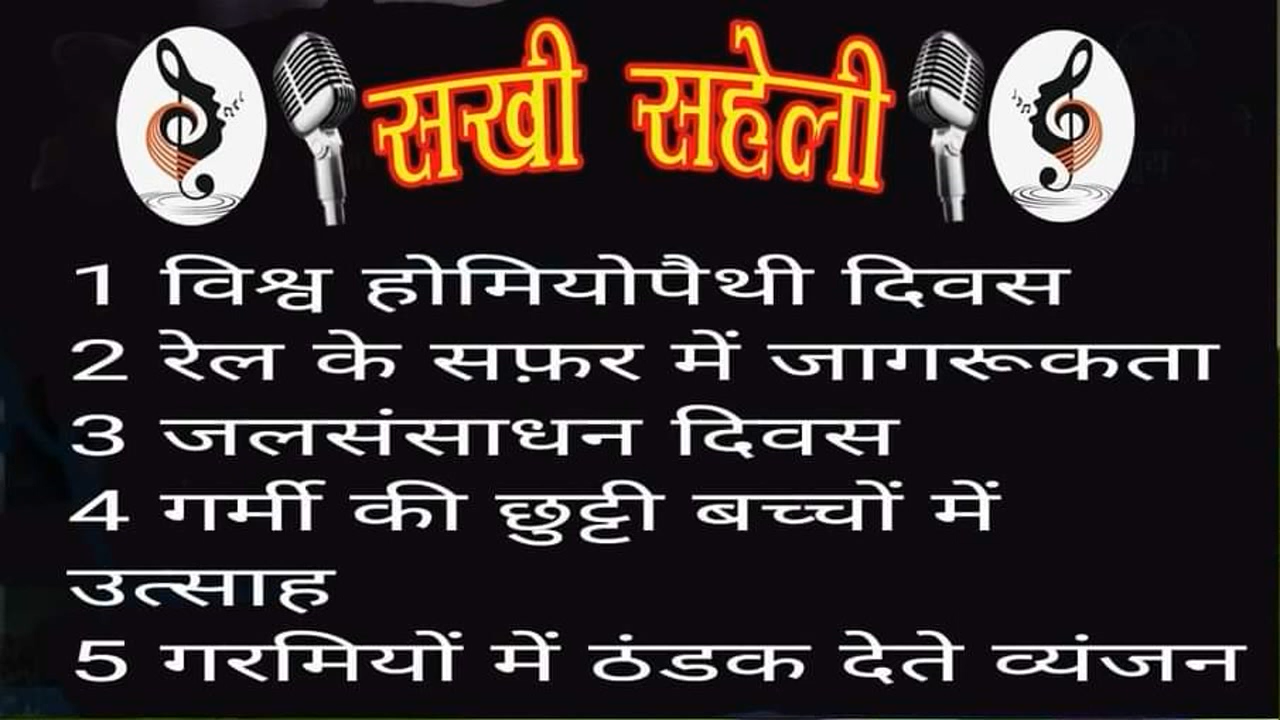 सखी सहेली
1 विश्व होमियोपैथी दिवस
2 रेल के सफ़र में जागरूकता
3 जलसंसाधन दिवस
4 गर्मी की छुट्टी बच्चों में
उत्साह
5 गरमियों में ठंडक देते व्यंजन